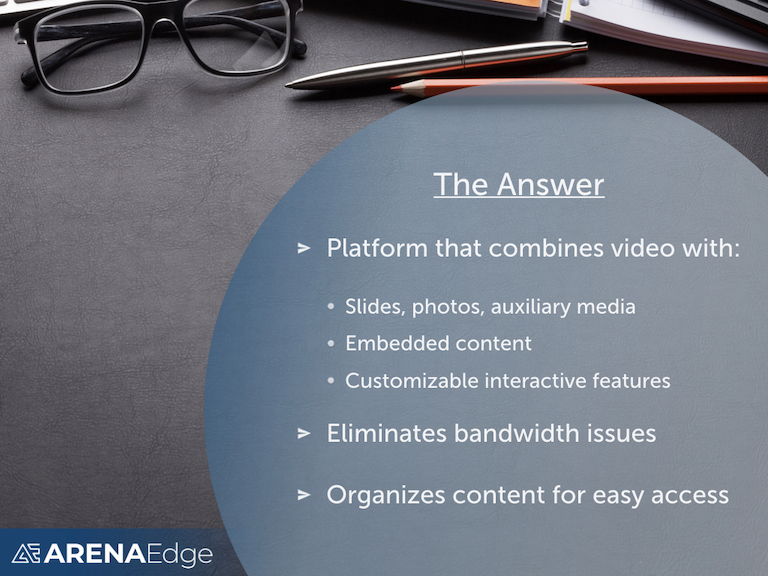 The Answer
➢ Platform that combines video with:
• Slides, photos, auxiliary media
• Embedded content
• Customizable interactive features
➢ Eliminates bandwidth issues
➢ Organizes content for easy access
ARENAEdge